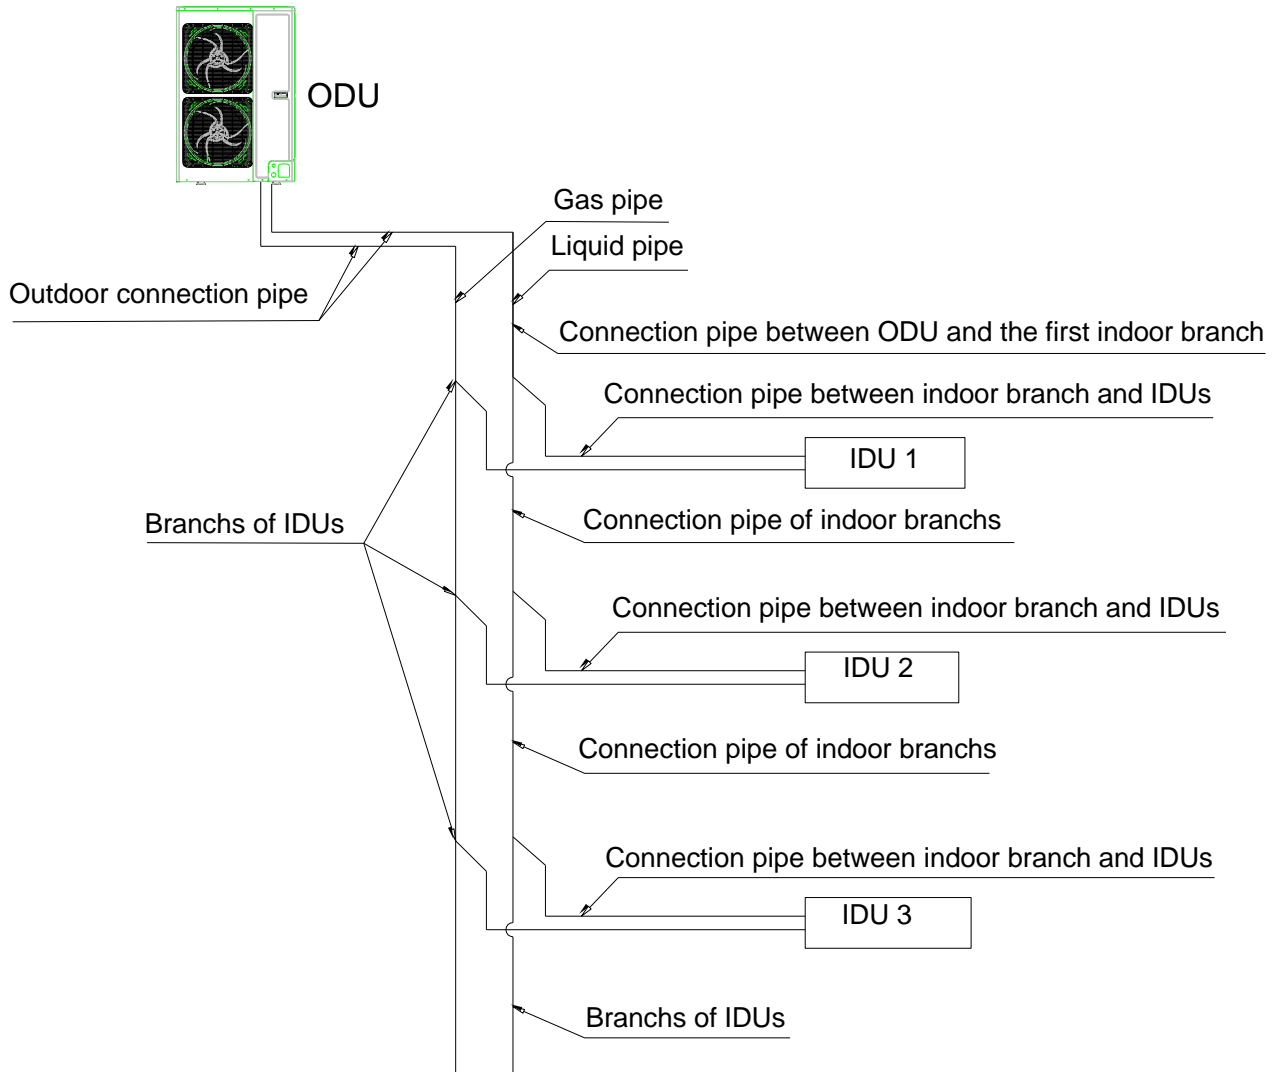 ODU
Gas pipe
Liquid pipe
Outdoor connection pipe
Connection pipe between ODU and the first indoor branch
Connection pipe between indoor branch and IDUs
IDU 1
Branchs of IDUs
Connection pipe of indoor branchs
Connection pipe between indoor branch and IDUs
IDU 2
Connection pipe of indoor branchs
Connection pipe between indoor branch and IDUs
IDU 3
Branchs of IDUs